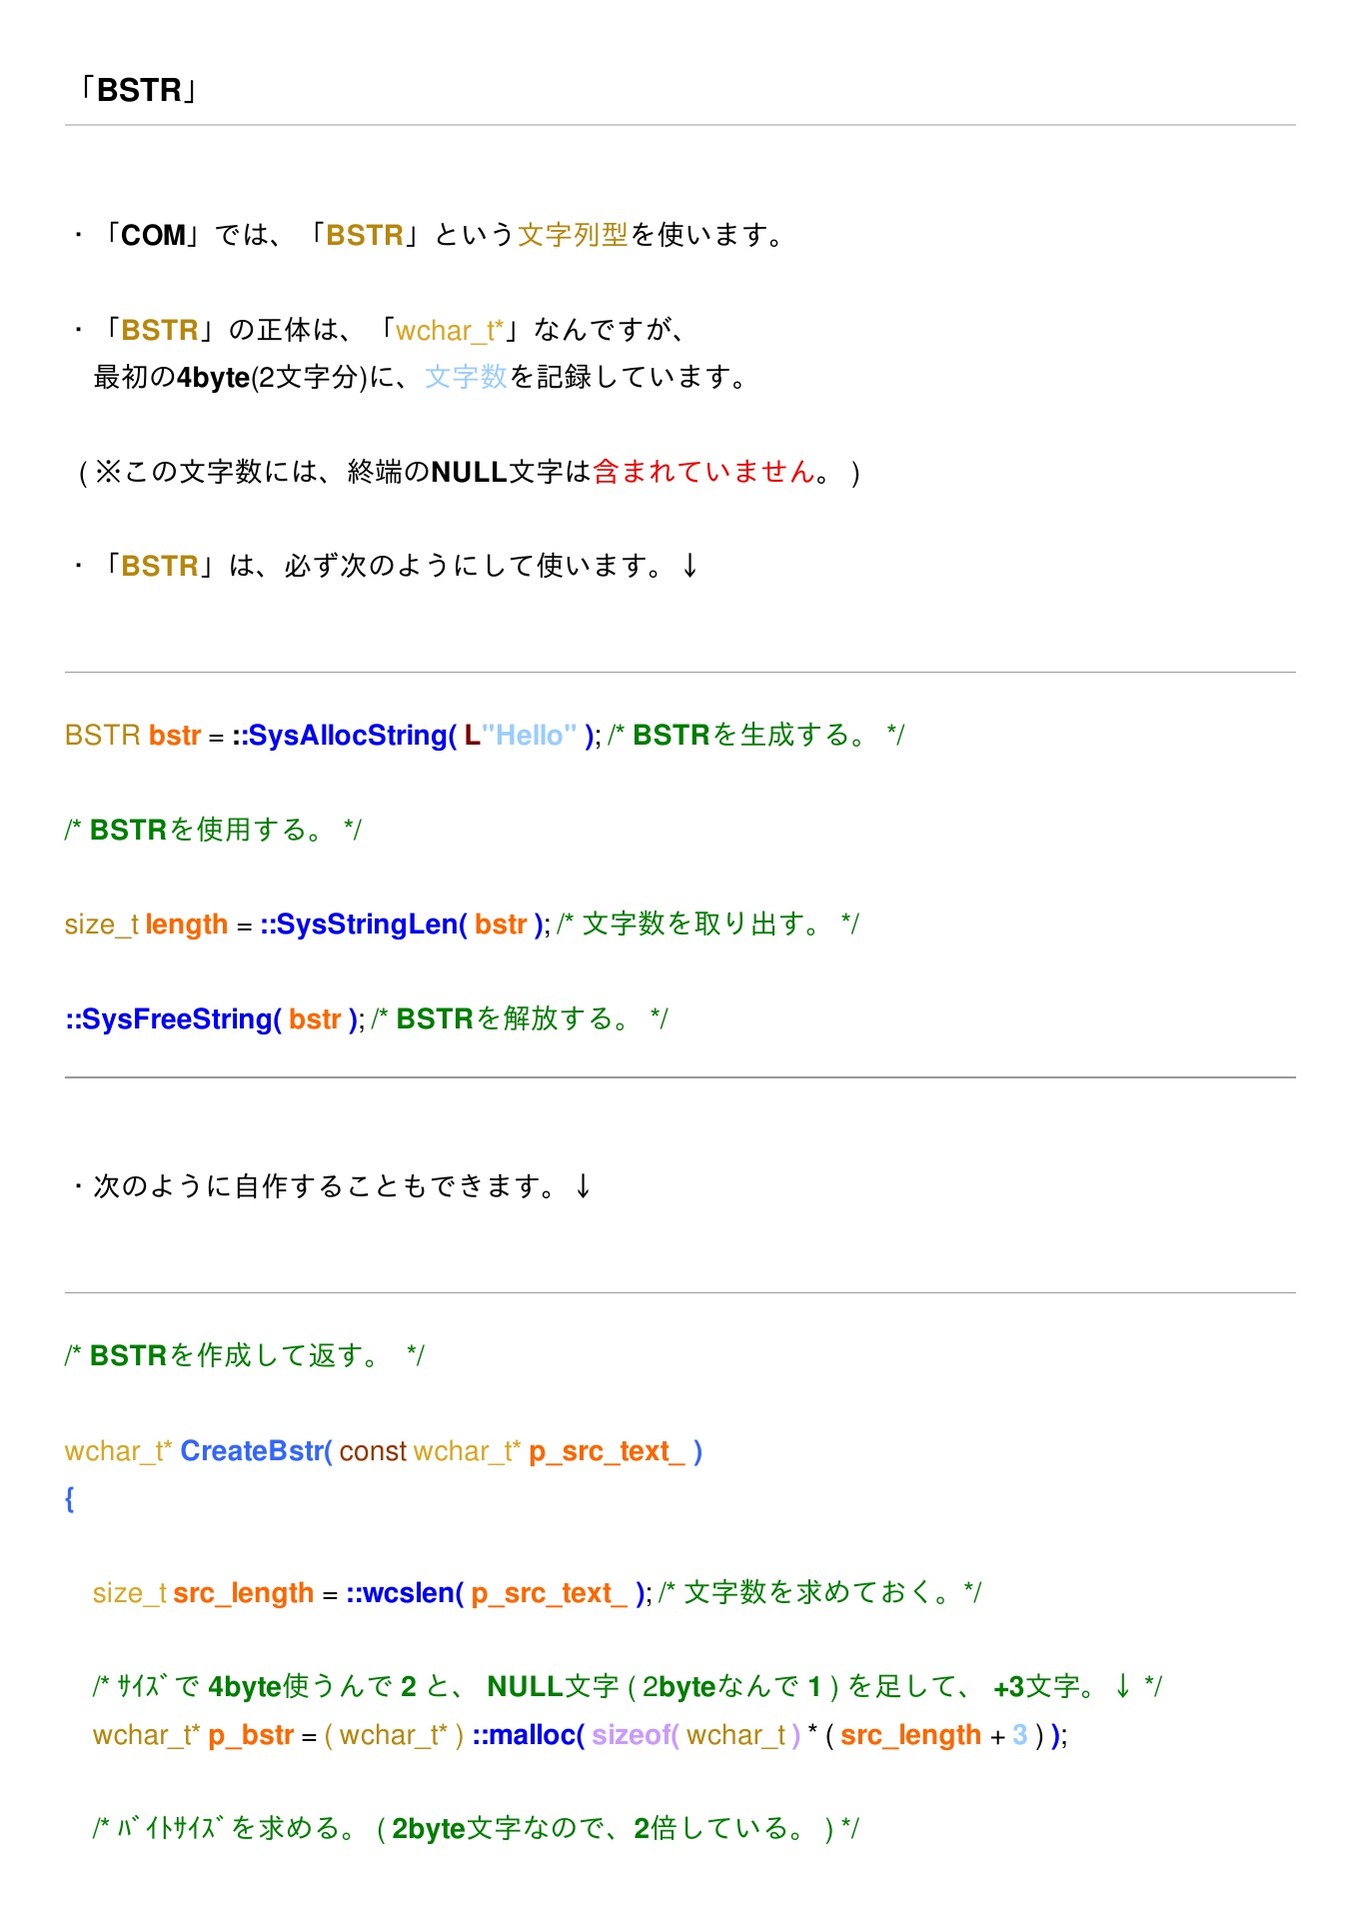 「BSTR」
・「COM」では、「BSTR」という文字列型を使います。
・「BSTR」の正体は、「wchar_t*」なんですが、
最初の4byte(2文字分)に、文字数を記録しています。
( ※この文字数には、終端のNULL文字は含まれていません。 )
・「BSTR」は、必ず次のようにして使います。↓
BSTR bstr = ::SysAllocString( L"Hello" ); /* BSTRを生成する。 */
/* BSTRを使用する。 */
size_t length = ::SysStringLen( bstr ); /* 文字数を取り出す。 */
::SysFreeString( bstr ); /* BSTRを解放する。 */
・次のように自作することもできます。↓
/* BSTRを作成して返す。 */
wchar_t* CreateBstr( const wchar_t* p_src_text_ )
{
size_t src_length = ::wcslen( p_src_text_ ); /* 文字数を求めておく。*/
/* ｻｲｽﾞで 4byte使うんで 2 と、 NULL文字 ( 2byteなんで 1 ) を足して、 +3文字。↓ */
wchar_t* p_bstr = ( wchar_t* ) ::malloc( sizeof( wchar_t ) * ( src_length + 3 ) );
/* ﾊﾞｲﾄｻｲｽﾞを求める。 ( 2byte文字なので、2倍している。 ) */